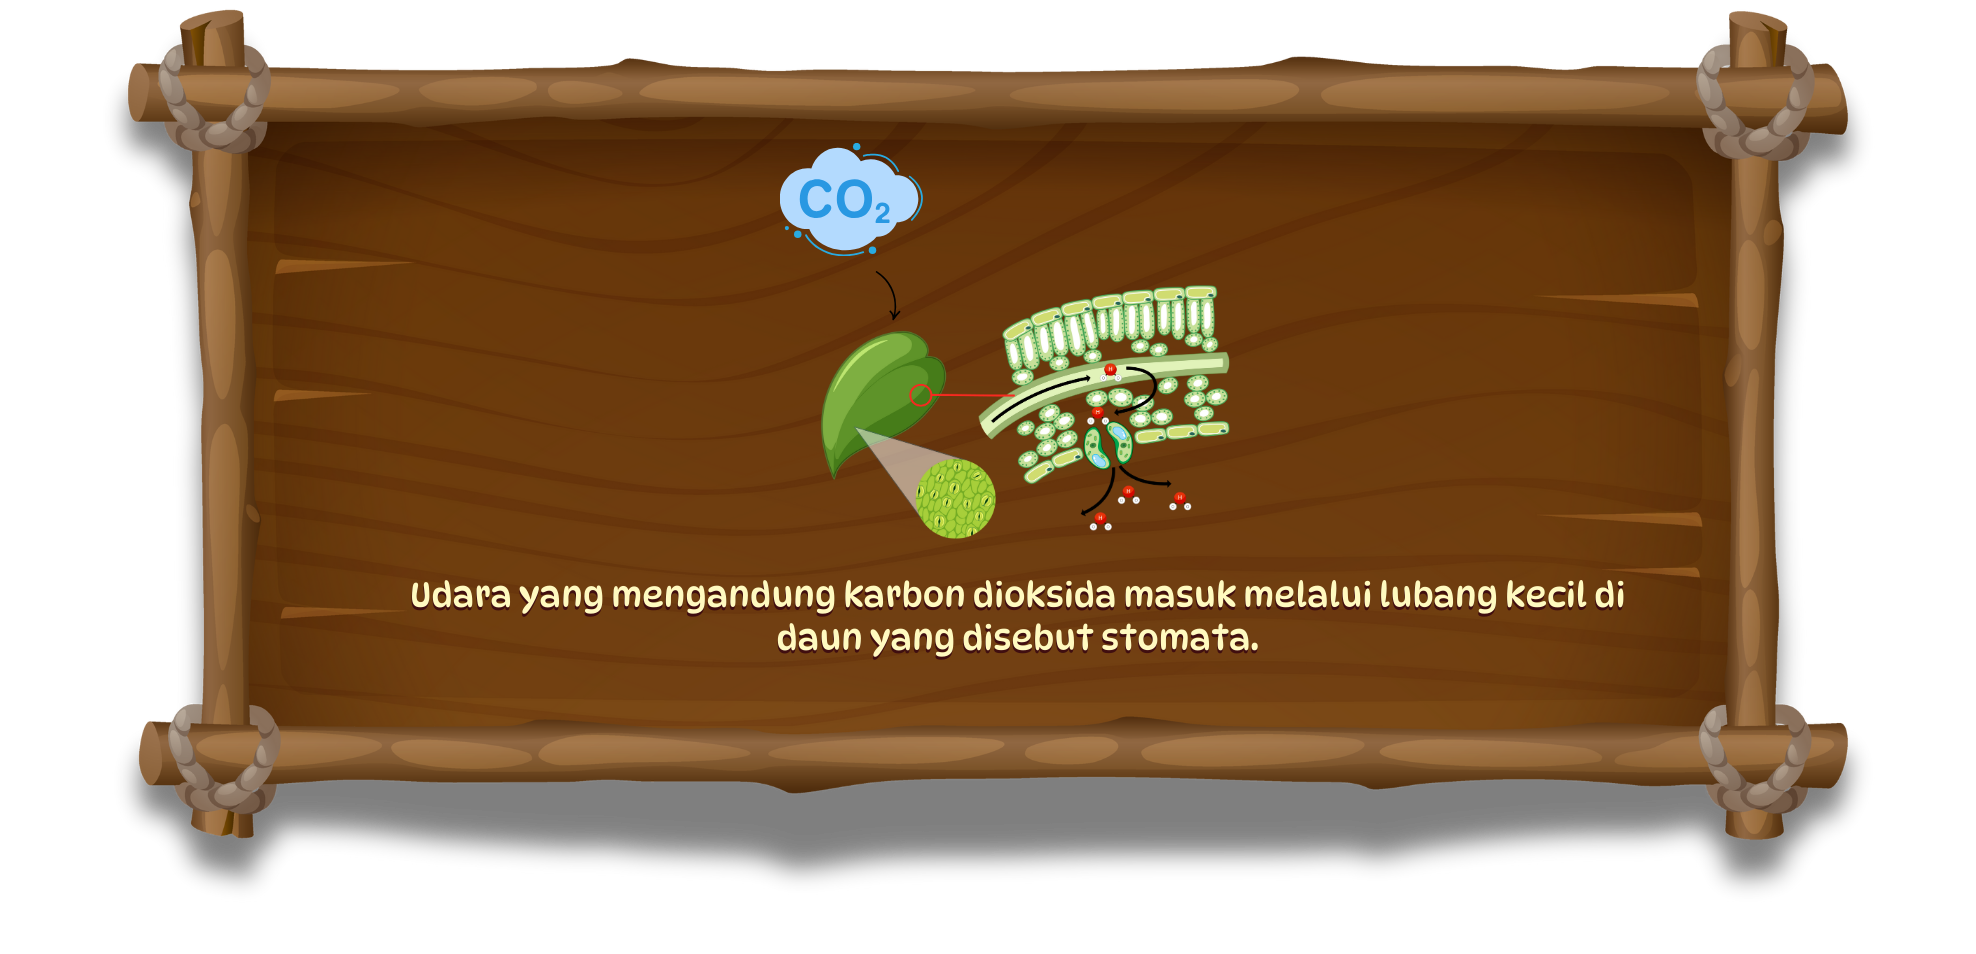 CO₂
Udara yang mengandung karbon dioksida masuk melalui lubang kecil di
daun yang disebut stomata.